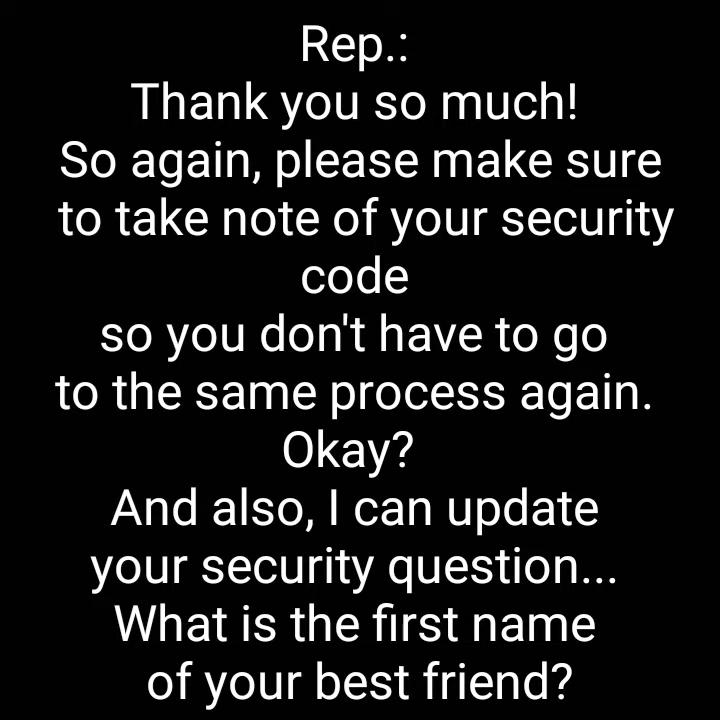 Rep.:
Thank you so much!
So again, please make sure
to take note of your security
code
so you don't have to go
to the same process again.
Okay?
And also, I can update
your security question...
What is the first name
of your best friend?